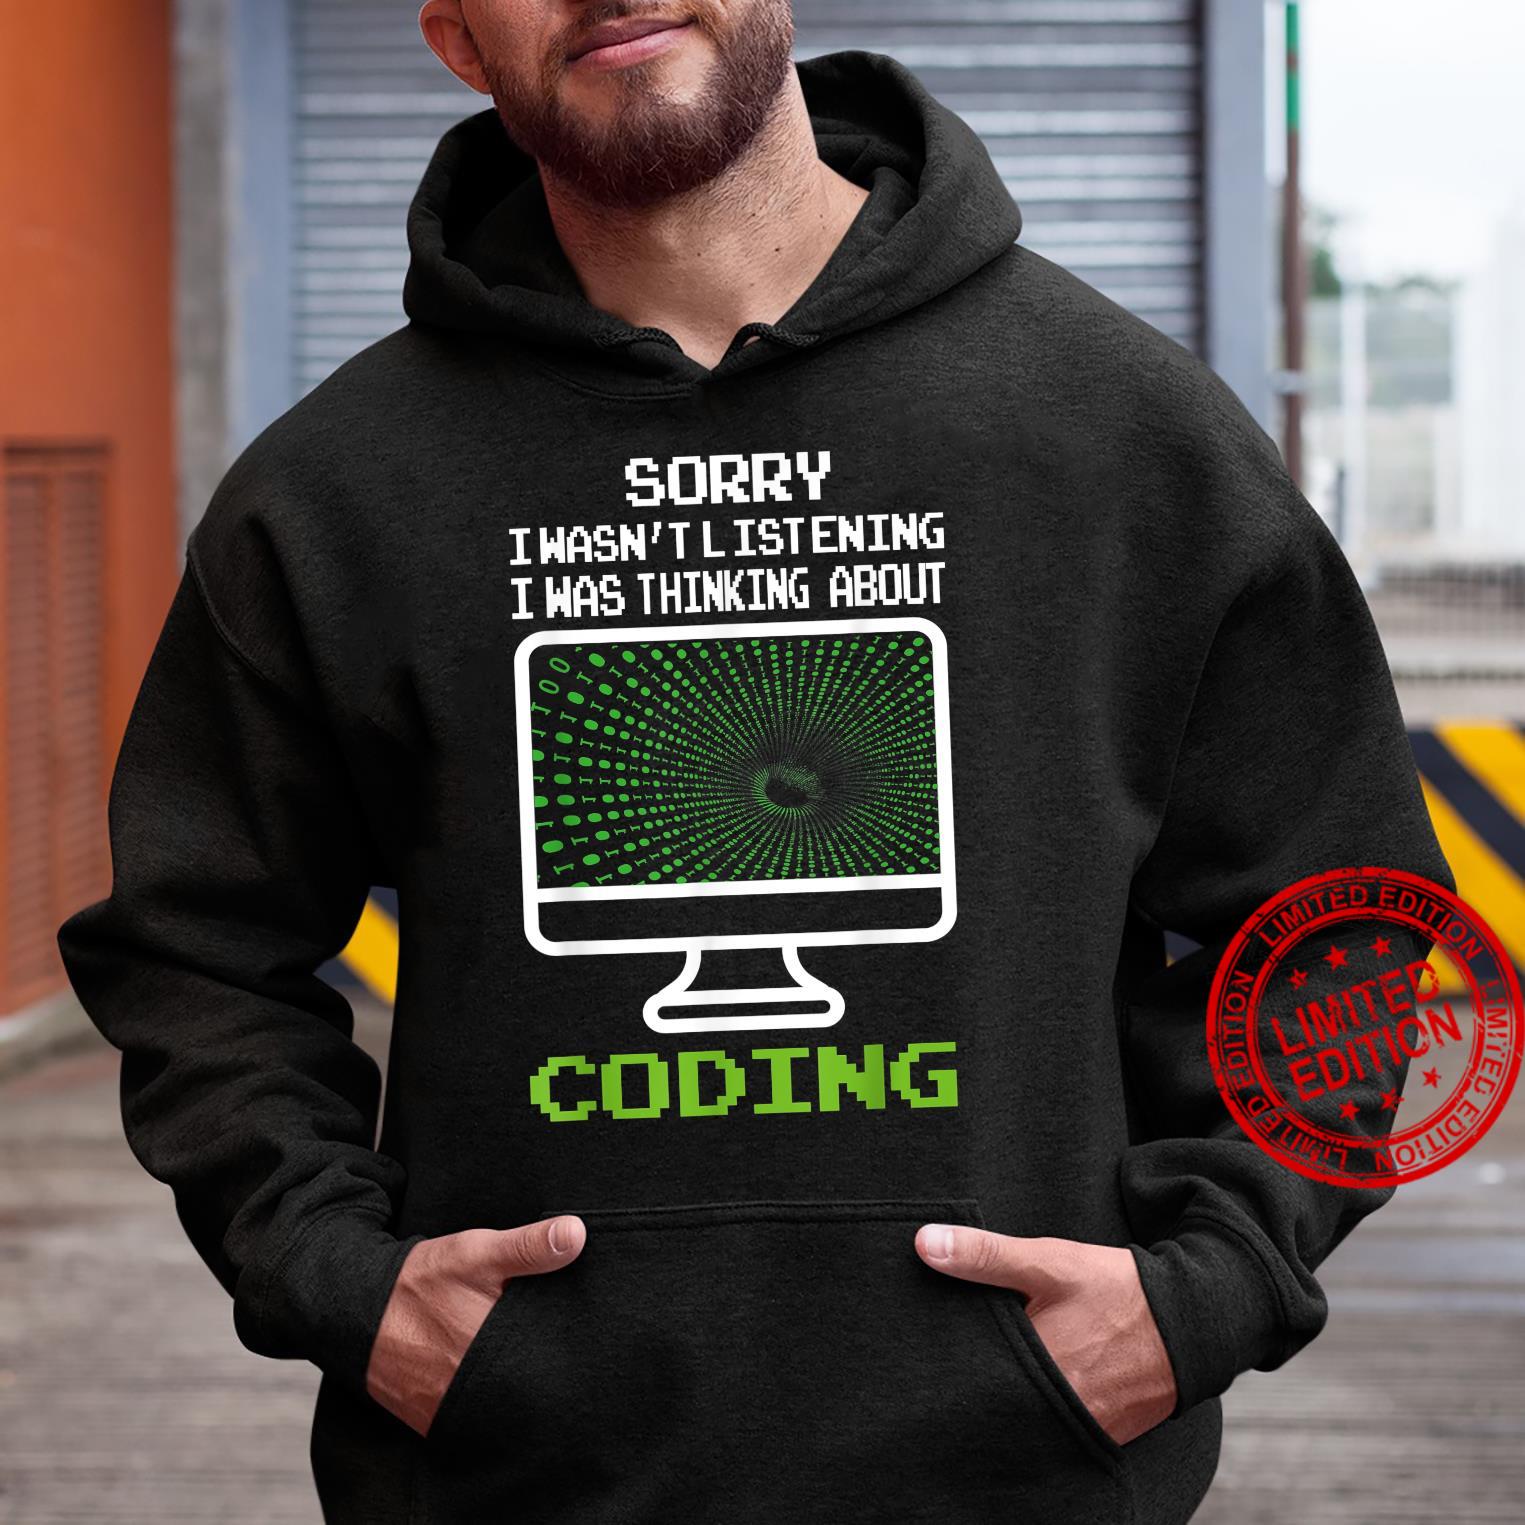 SORRY
I WASN'T LISTENING
I WAS THINKING ABOUT
CODING
LIMITED EDITION
LIMITED
EDITION
LIMITED EDITION
LIMITED EDITION
LIMITED EDITION